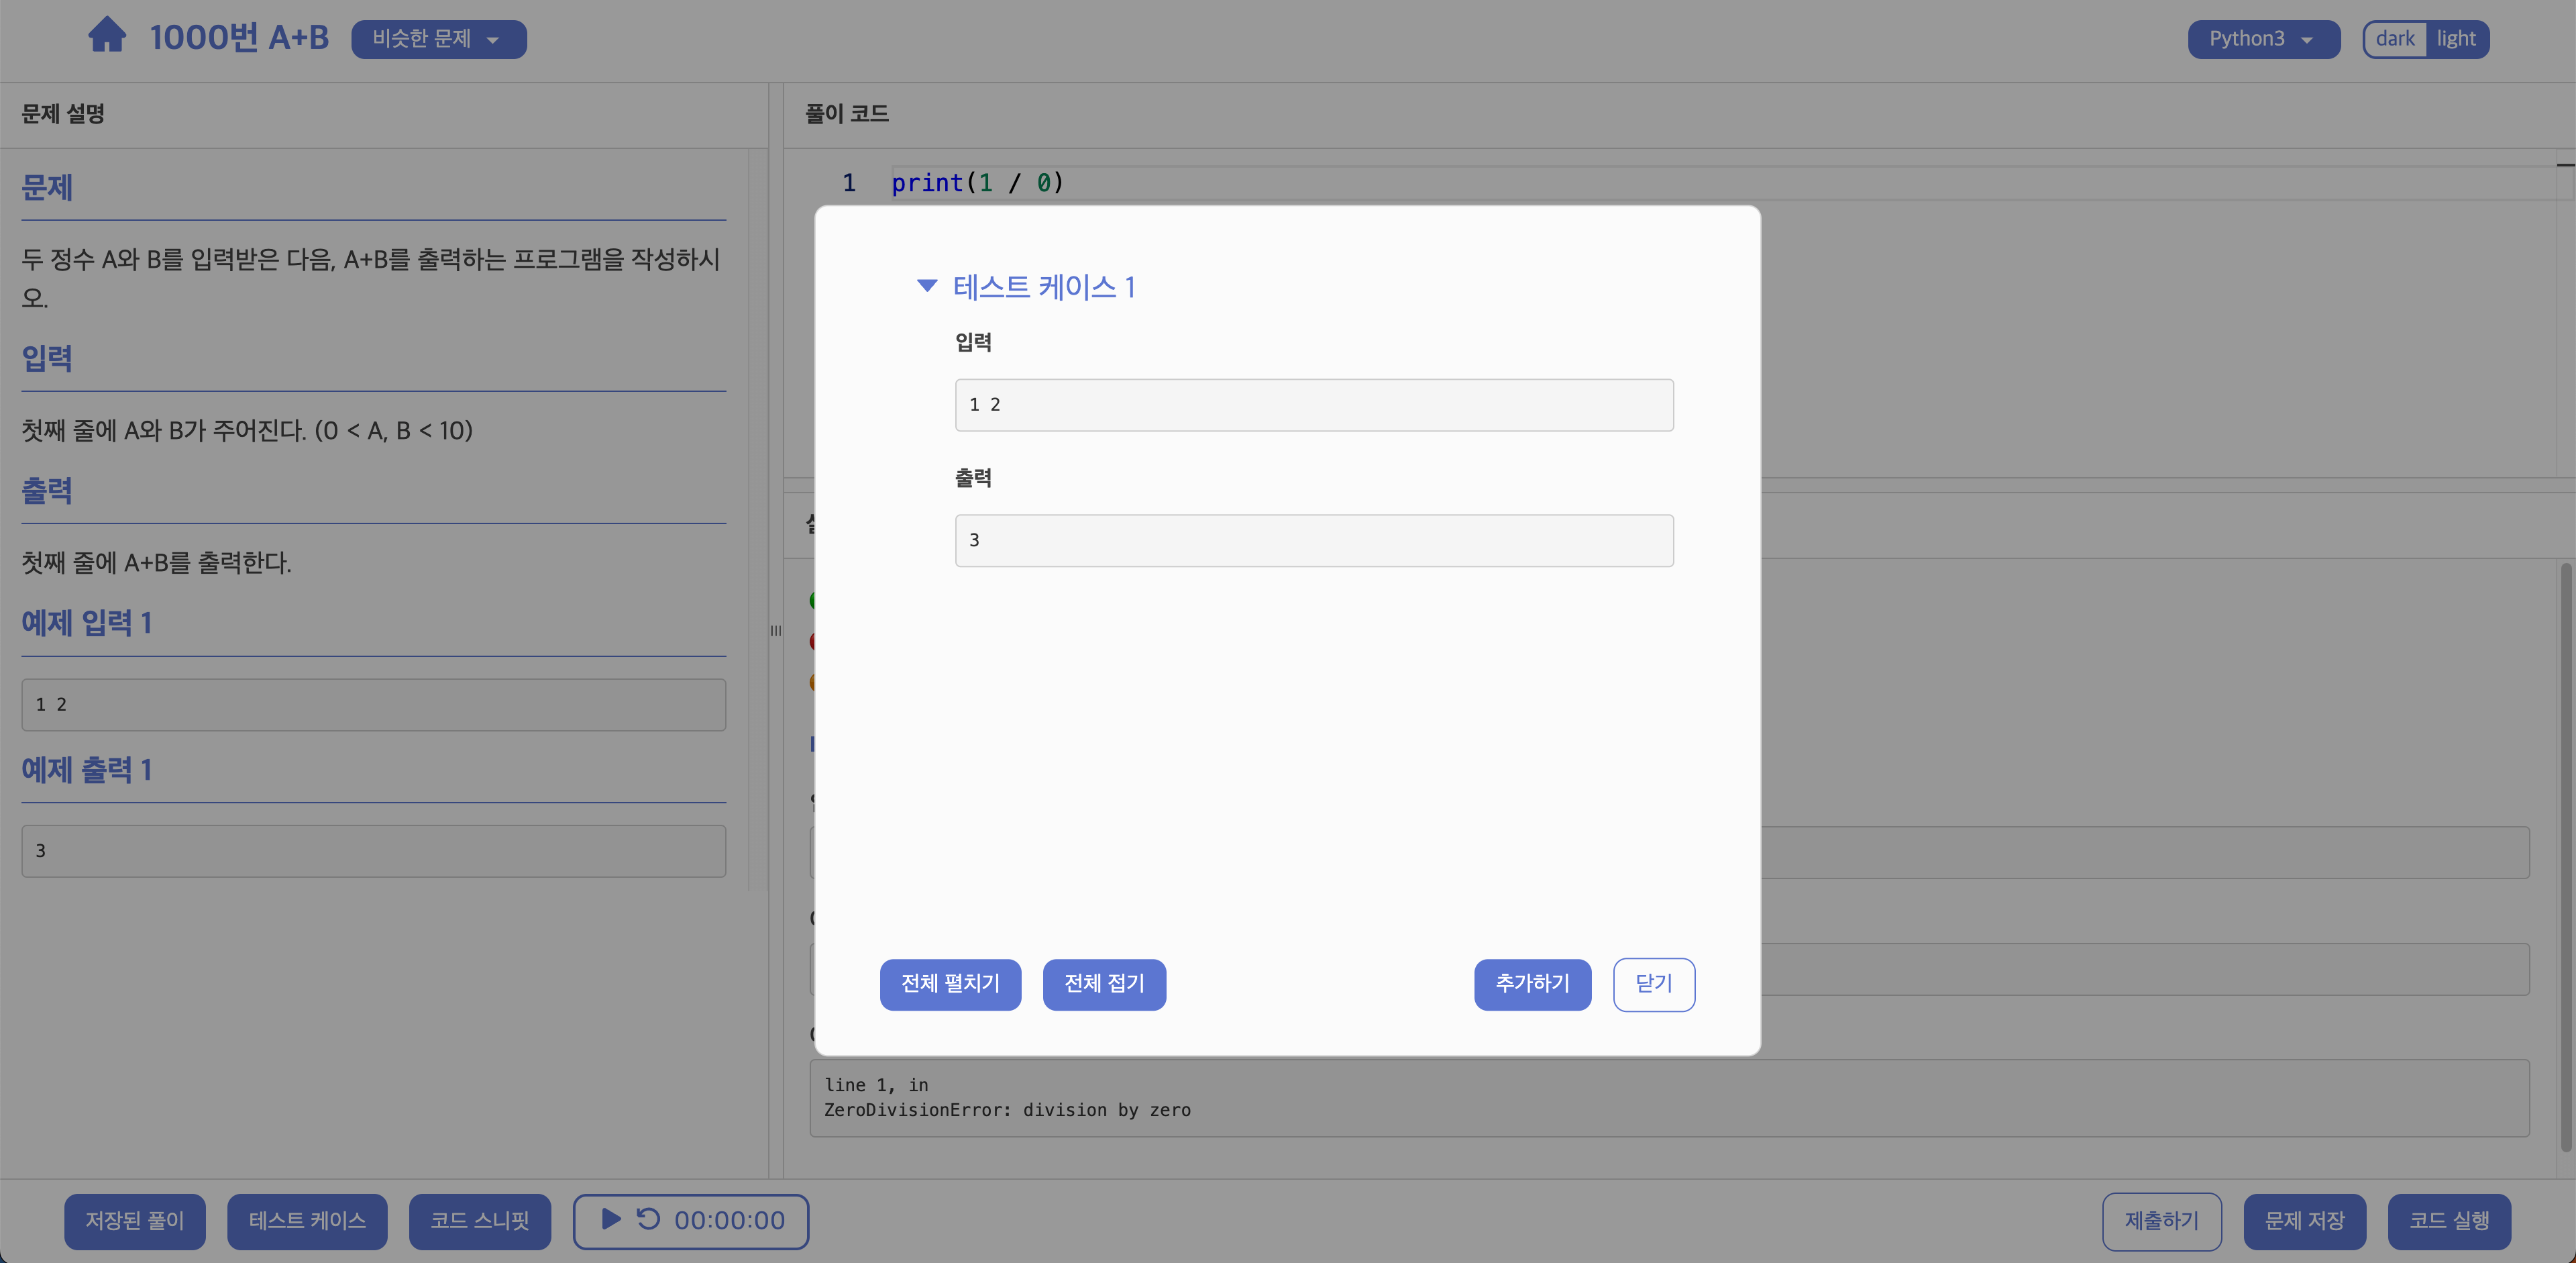 1000번 A+B
비슷한 문제
Python3
dark light
문제 설명
문제
두 정수 A와 B를 입력받은 다음, A+B를 출력하는 프로그램을 작성하시
오.
입력
첫째 줄에 A와 B가 주어진다. (0 < A, B < 10)
출력
첫째 줄에 A+B를 출력한다.
예제 입력 1
1 2
예제 출력 1
3
풀이 코드
1 print(1 / 0)
테스트 케이스 1
입력
1 2
출력
3
전체 펼치기
전체 접기
추가하기
닫기
line 1, in
ZeroDivisionError: division by zero
저장된 풀이
테스트 케이스
코드 스니핏
00:00:00
제출하기
문제 저장
코드 실행